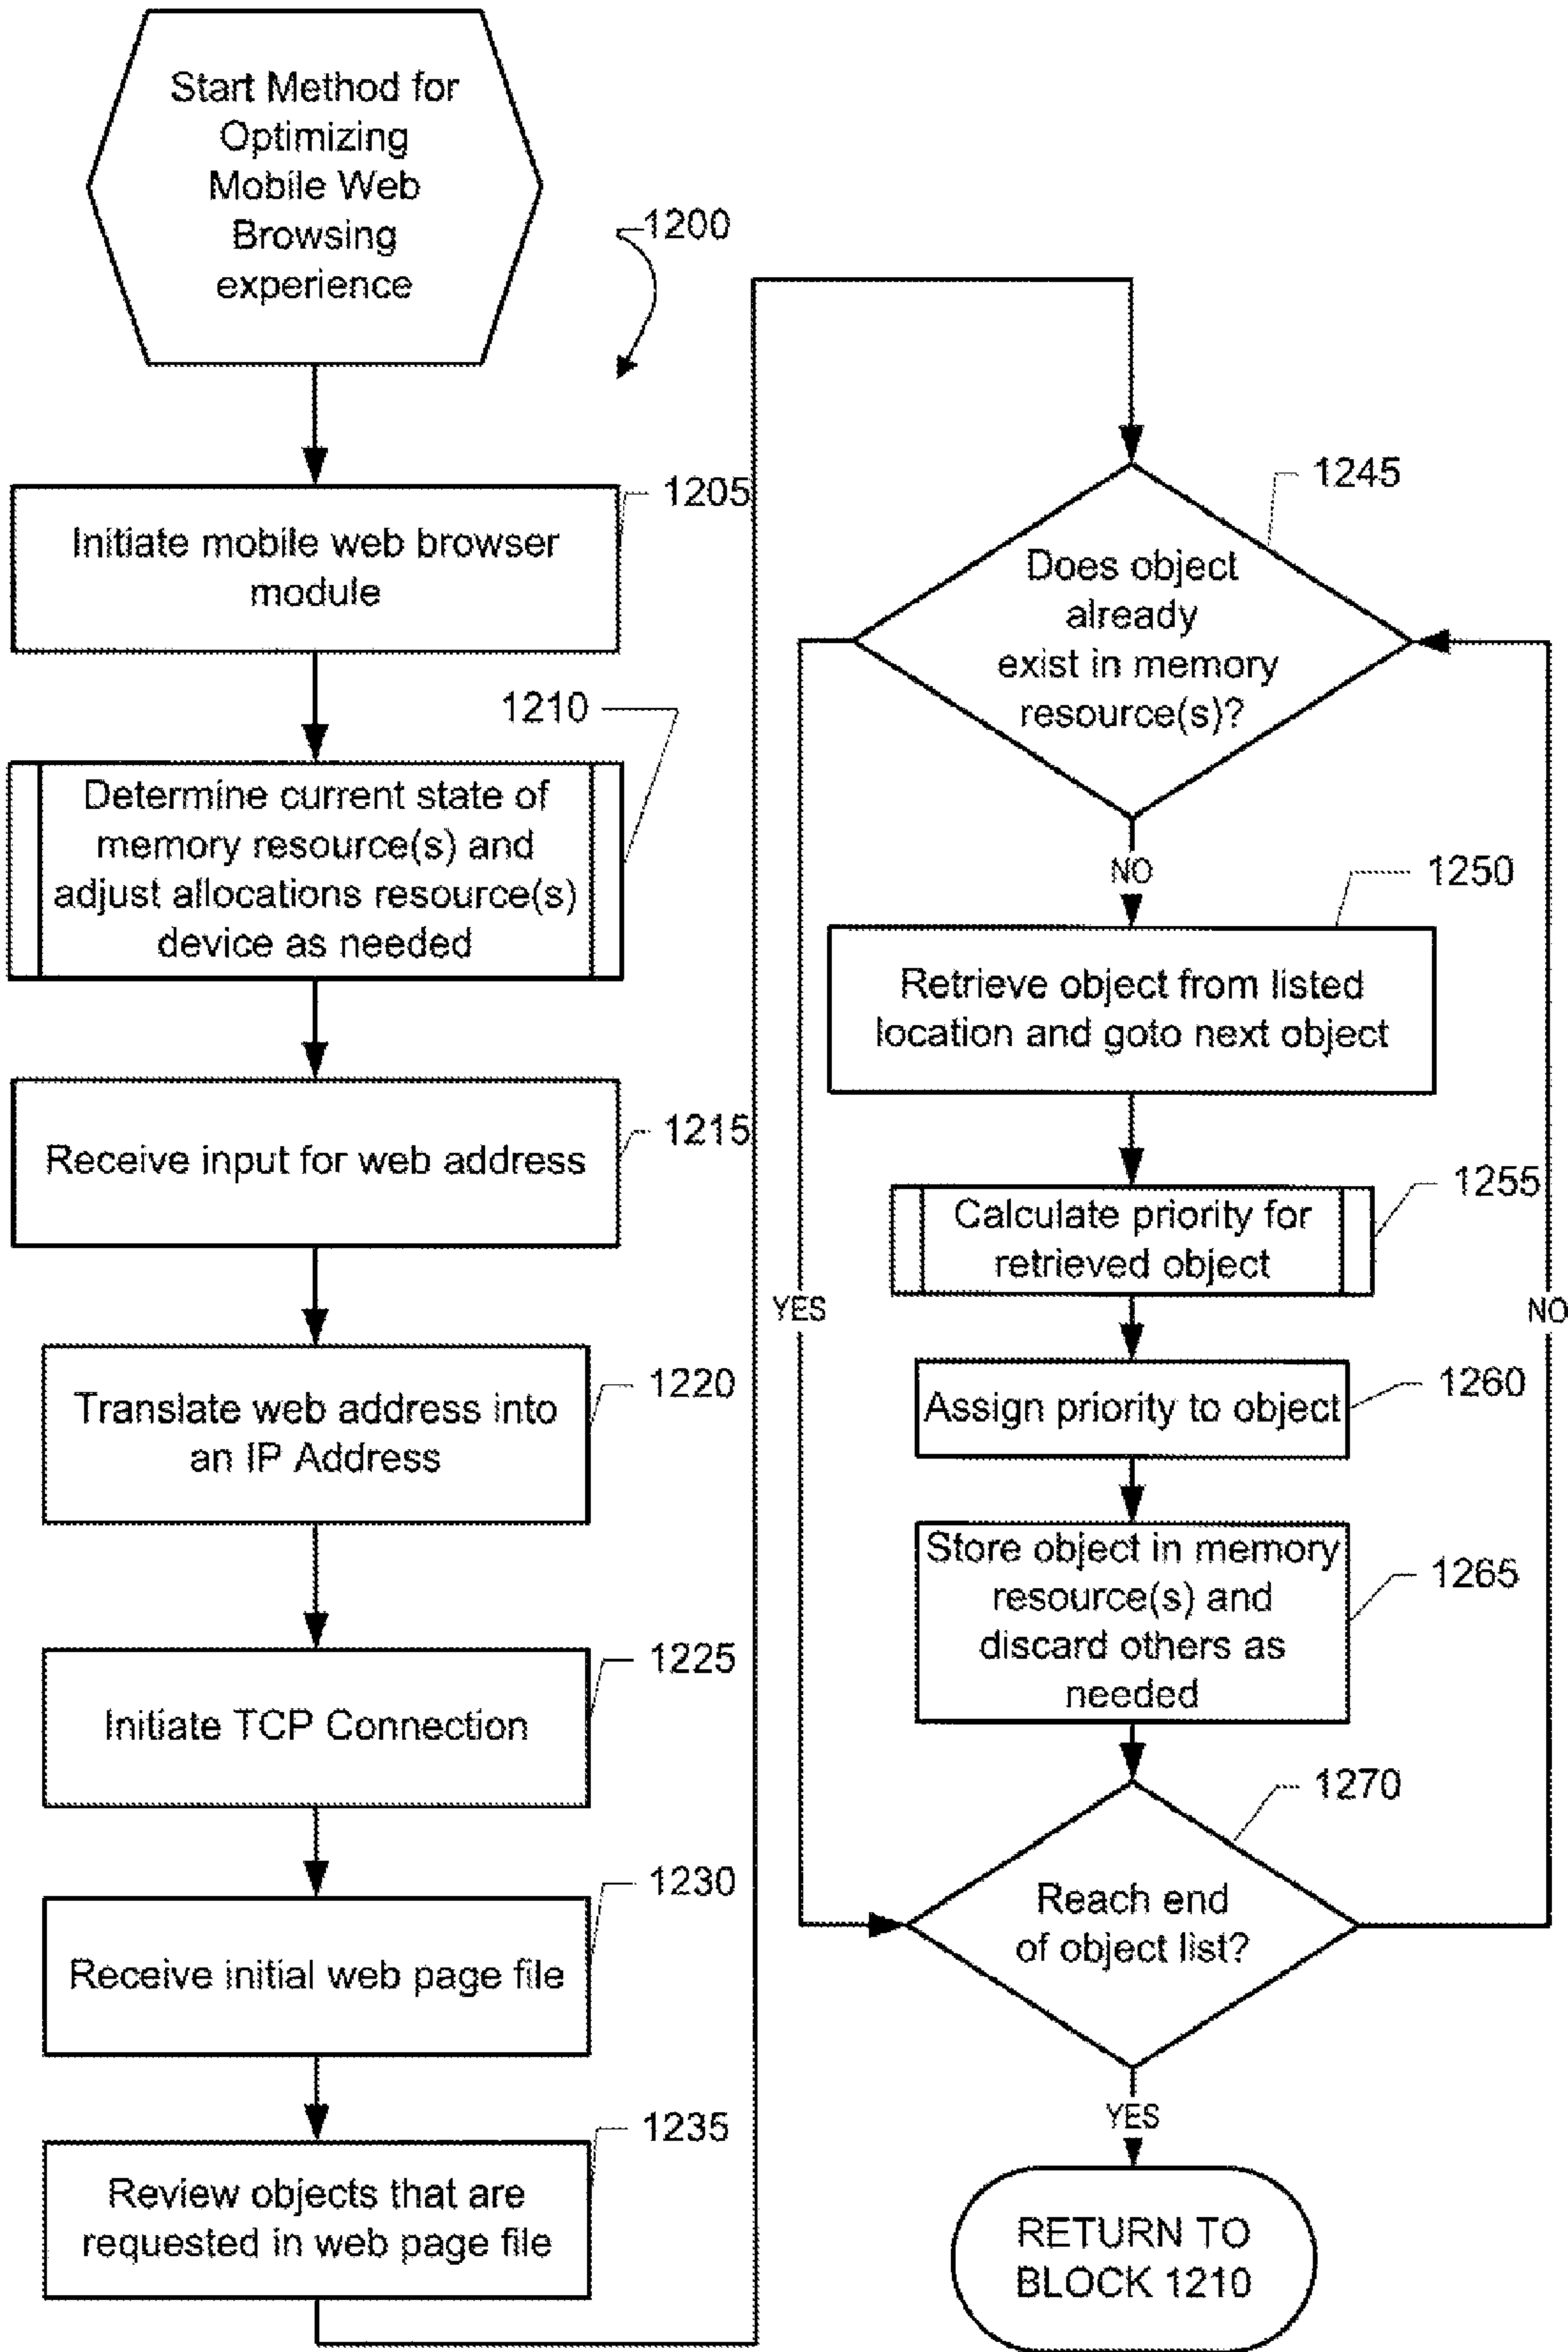 Start Method for
Optimizing
Mobile Web
Browsing
experience
1200
Initiate mobile web browser
module
1205
1210
Determine current state of
memory resource(s) and
adjust allocations resource(s)
device as needed
Receive input for web address
1215
Translate web address into
an IP Address
1220
Initiate TCP Connection
1225
Receive initial web page file
1230
Review objects that are
requested in web page file
1235
Does object
already
exist in memory
resource(s)?
1245
NO
Retrieve object from listed
location and goto next object
1250
Calculate priority for
retrieved object
1255
YES
NO
Assign priority to object
1260
Store object in memory
resource(s) and
discard others as
needed
1265
Reach end
of object list?
1270
YES
RETURN TO
BLOCK 1210